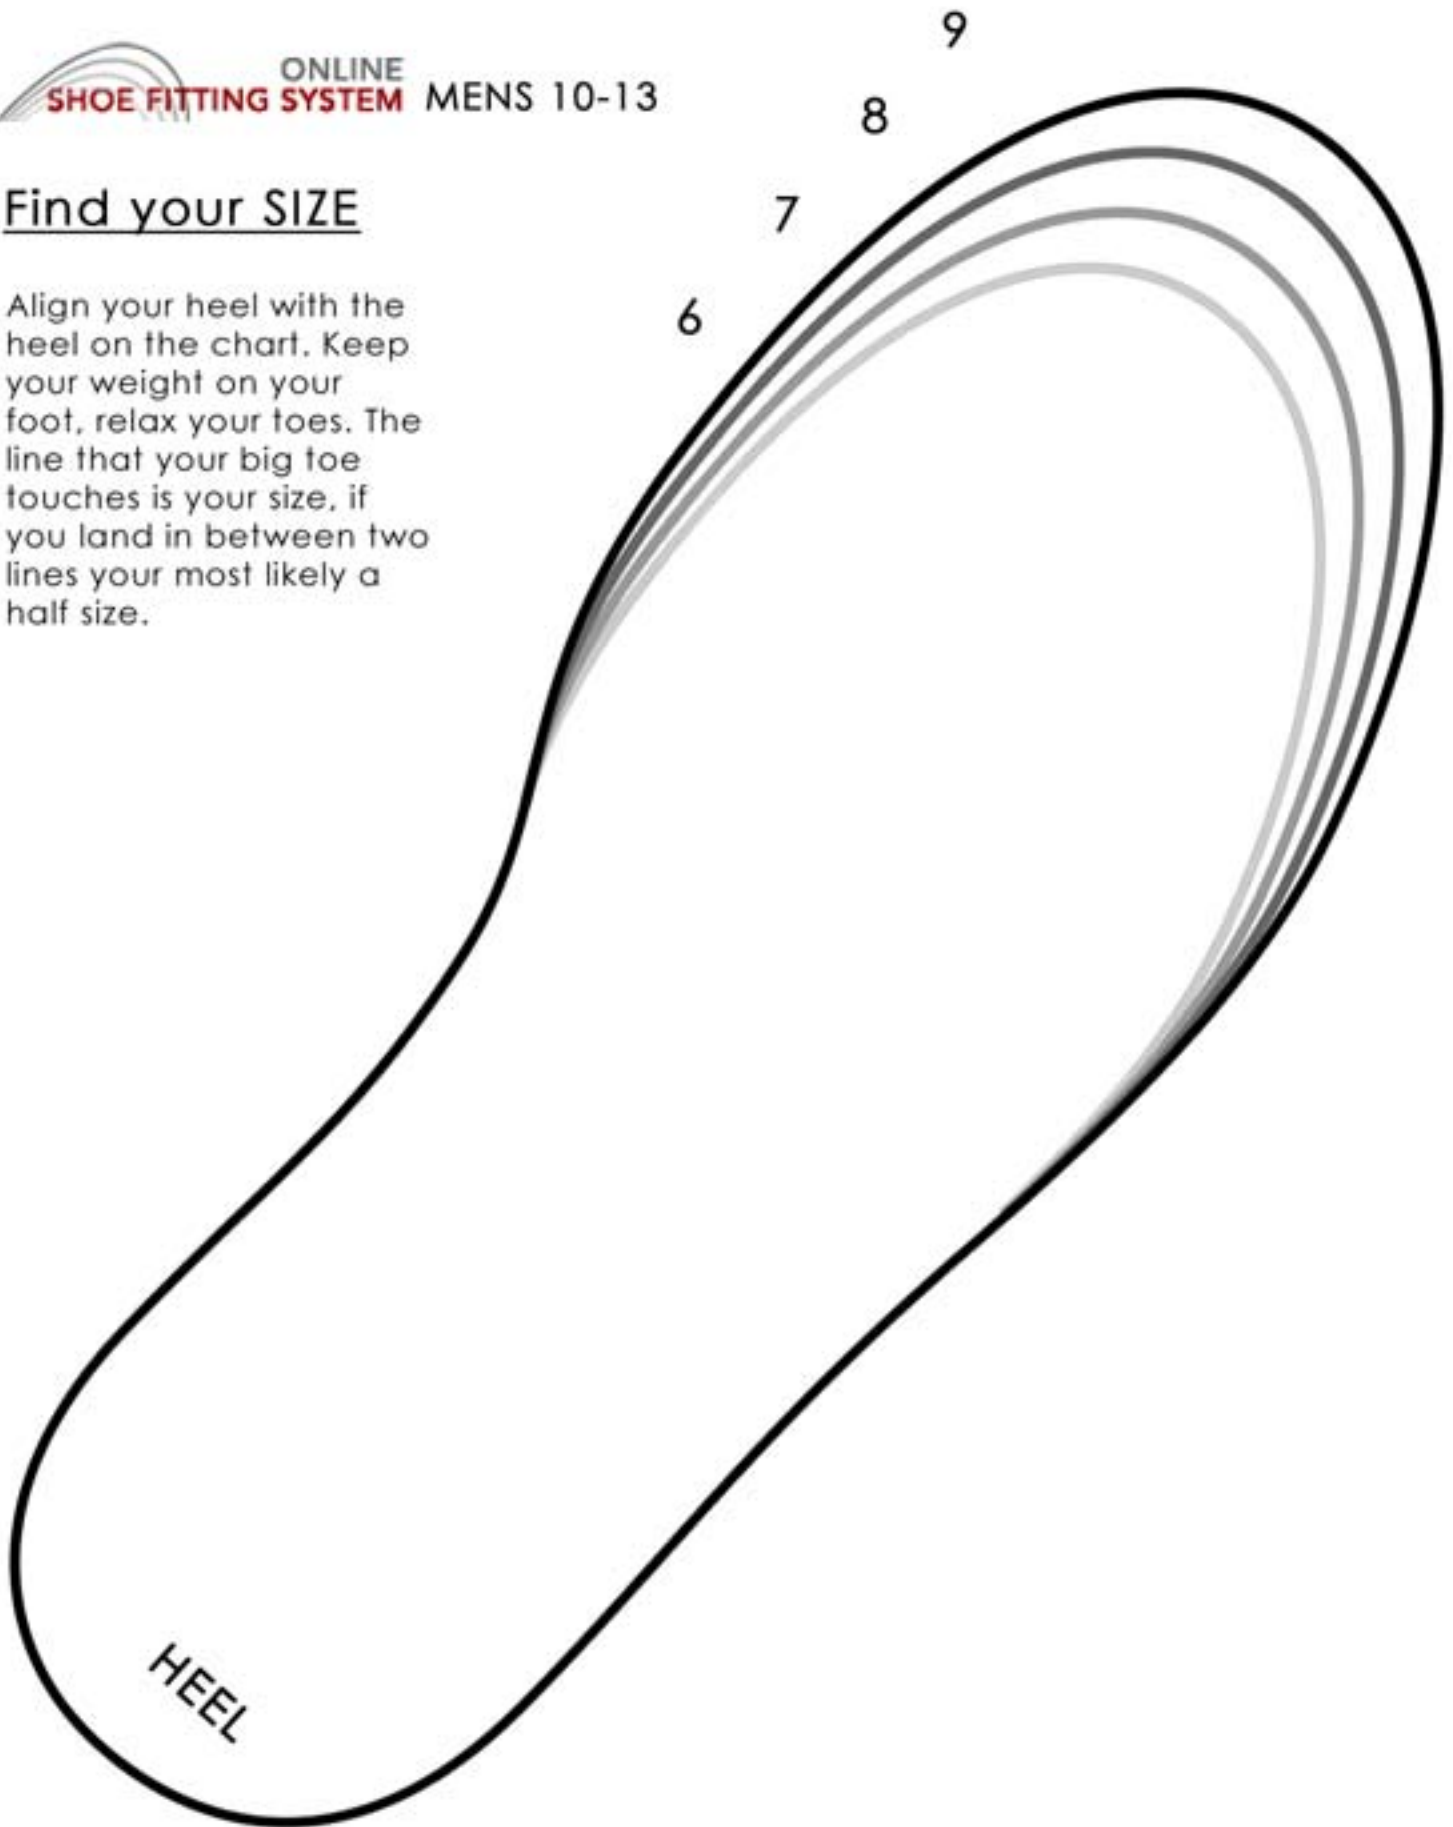 ONLINE
SHOE FITTING SYSTEM MENS 10-13
Find your SIZE
Align your heel with the
heel on the chart. Keep
your weight on your
foot, relax your toes. The
line that your big toe
touches is your size, if
you land in between two
lines your most likely a
half size.
9
8
7
6
HEEL